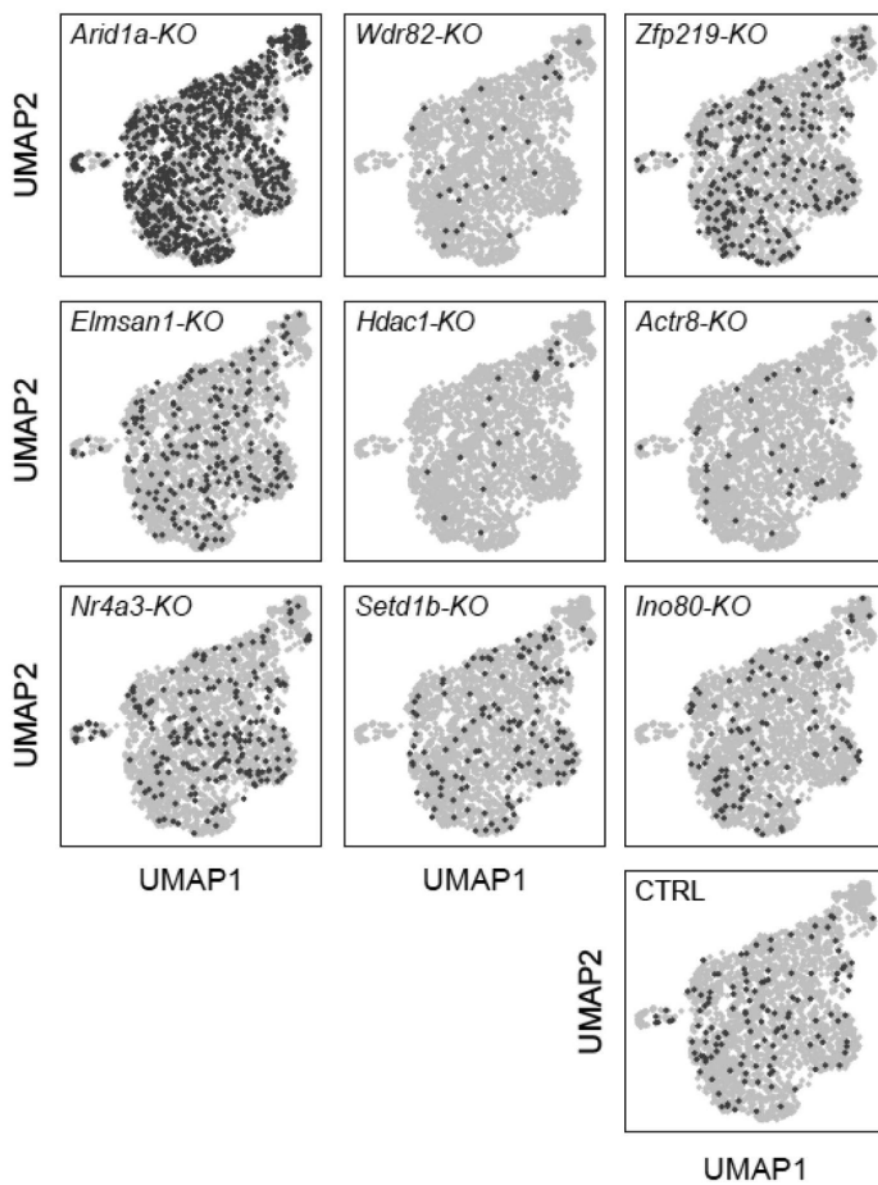 Arid1a-KO
Wdr82-KO
Zfp219-KO
UMAP2
Elmsan1-KO
Hdac1-KO
Actr8-KO
UMAP2
Nr4a3-KO
Setd1b-KO
Ino80-KO
UMAP2
UMAP1
UMAP1
CTRL
UMAP2
UMAP1